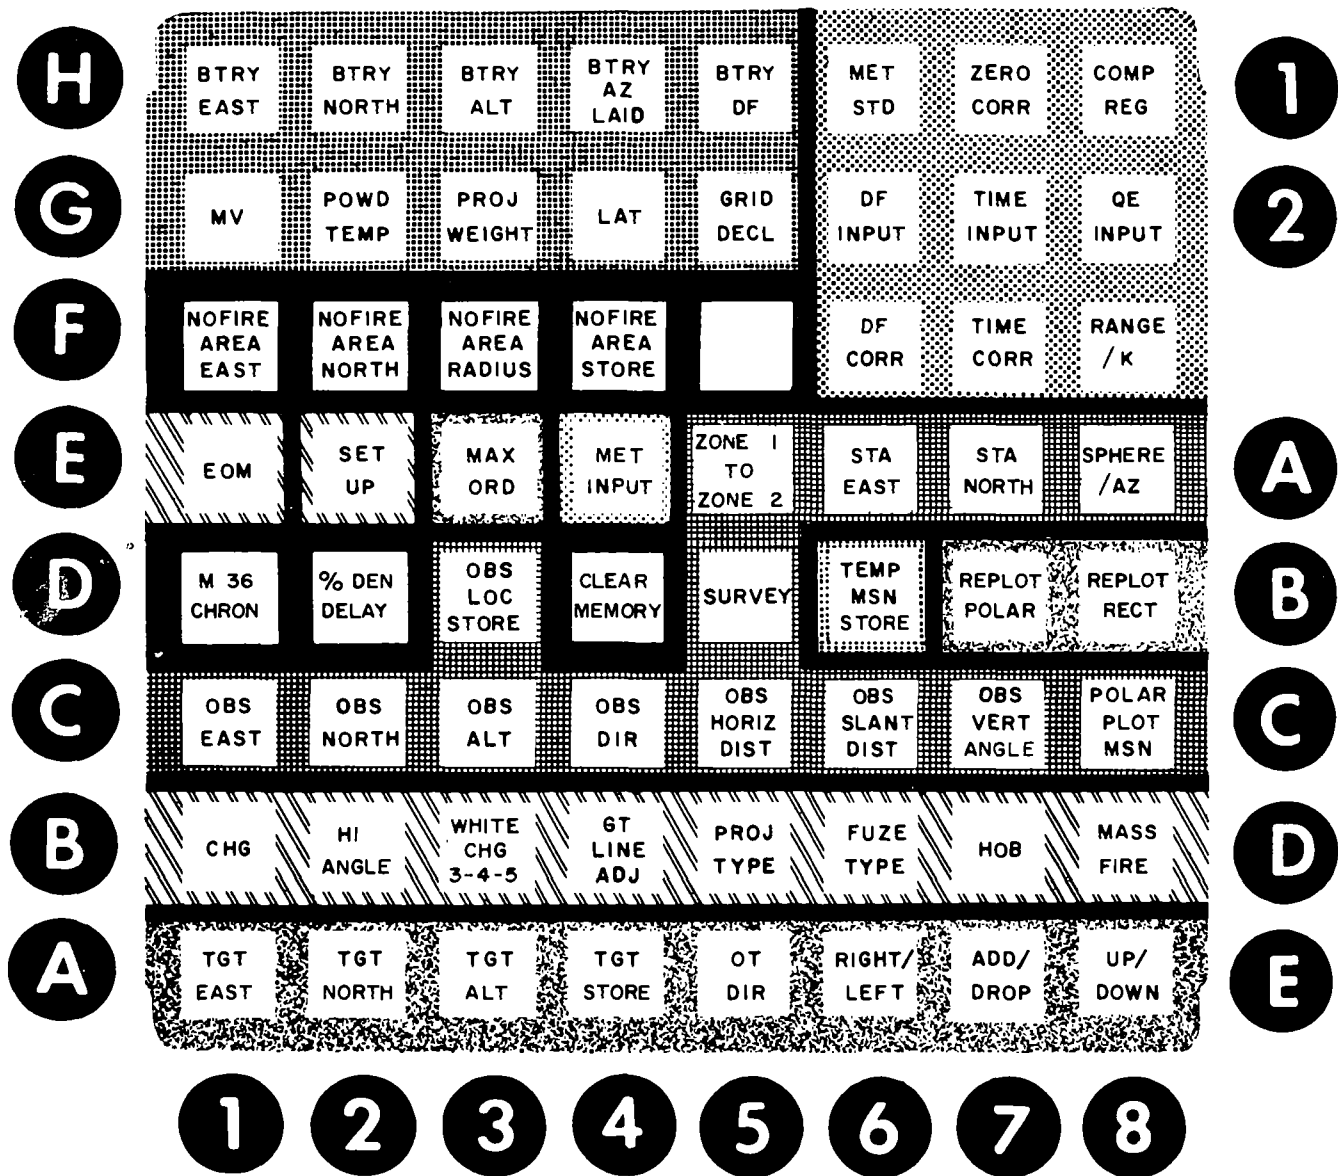 H
BTRY EAST
BTRY NORTH
BTRY ALT
BTRY AZ LAID
BTRY DF
MET STD
ZERO CORR
COMP REG
1
G
MV
POWD TEMP
PROJ WEIGHT
LAT
GRID DECL
DF INPUT
TIME INPUT
QE INPUT
2
F
NOFIRE AREA EAST
NOFIRE AREA NORTH
NOFIRE AREA RADIUS
NOFIRE AREA STORE
DF CORR
TIME CORR
RANGE /K
E
EOM
SET UP
MAX ORD
MET INPUT
ZONE 1 TO ZONE 2
STA EAST
STA NORTH
SPHERE /AZ
A
D
M 36 CHRON
% DEN DELAY
OBS LOC STORE
CLEAR MEMORY
SURVEY
TEMP MSN STORE
REPLOT POLAR
REPLOT RECT
B
C
OBS EAST
OBS NORTH
OBS ALT
OBS DIR
OBS HORIZ DIST
OBS SLANT DIST
OBS VERT ANGLE
POLAR PLOT MSN
C
B
CHG
HI ANGLE
WHITE CHG 3-4-5
GT LINE ADJ
PROJ TYPE
FUZE TYPE
HOB
MASS FIRE
D
A
TGT EAST
TGT NORTH
TGT ALT
TGT STORE
OT DIR
RIGHT/ LEFT
ADD/ DROP
UP/ DOWN
E
1 2 3 4 5 6 7 8